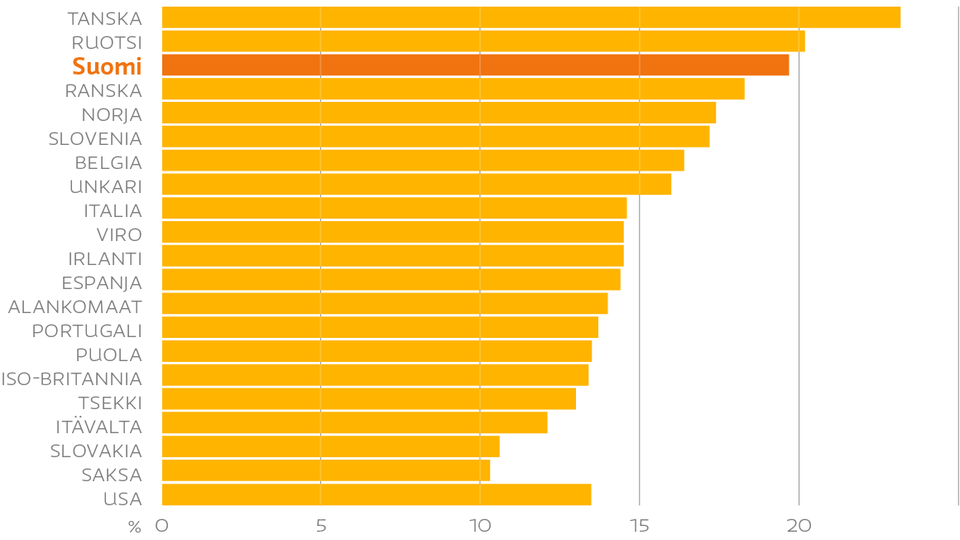 TANSKA
RUOTSI
Suomi
RANSKA
NORJA
SLOVENIA
BELGIA
UNKARI
ITALIA
VIRO
IRLANTI
ESPANJA
ALANKOMAAT
PORTUGALI
PUOLA
ISO-BRITANNIA
TSEKKI
ITÄVALTA
SLOVAKIA
SAKSA
USA
% 0 5 10 15 20